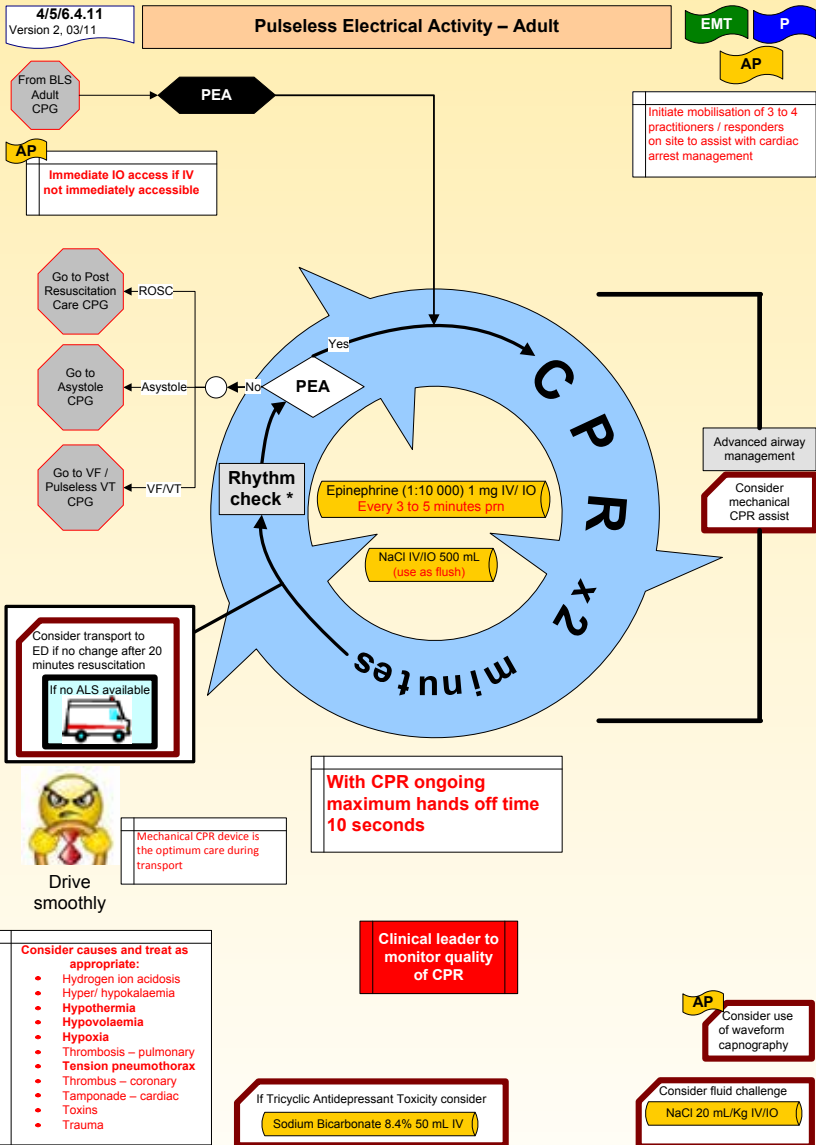 4/5/6.4.11
Version 2, 03/11
Pulseless Electrical Activity – Adult
EMT
P
AP
From BLS
Adult
CPG
PEA
Initiate mobilisation of 3 to 4
practitioners / responders
on site to assist with cardiac
arrest management
AP
Immediate IO access if IV
not immediately accessible
Go to Post
Resuscitation
Care CPG
ROSC
Yes
Go to
Asystole
CPG
Asystole
No
PEA
Go to VF /
Pulseless VT
CPG
VF/VT
Rhythm
check *
CPR x2 minutes
Epinephrine (1:10 000) 1 mg IV/ IO
Every 3 to 5 minutes prn
NaCl IV/IO 500 mL
(use as flush)
Advanced airway
management
Consider
mechanical
CPR assist
Consider transport to
ED if no change after 20
minutes resuscitation
If no ALS available
With CPR ongoing
maximum hands off time
10 seconds
Mechanical CPR device is
the optimum care during
transport
Drive
smoothly
Clinical leader to
monitor quality
of CPR
Consider causes and treat as
appropriate:
• Hydrogen ion acidosis
• Hyper/ hypokalaemia
• Hypothermia
• Hypovolaemia
• Hypoxia
• Thrombosis – pulmonary
• Tension pneumothorax
• Thrombus – coronary
• Tamponade – cardiac
• Toxins
• Trauma
AP
Consider use
of waveform
capnography
If Tricyclic Antidepressant Toxicity consider
Sodium Bicarbonate 8.4% 50 mL IV
Consider fluid challenge
NaCl 20 mL/Kg IV/IO